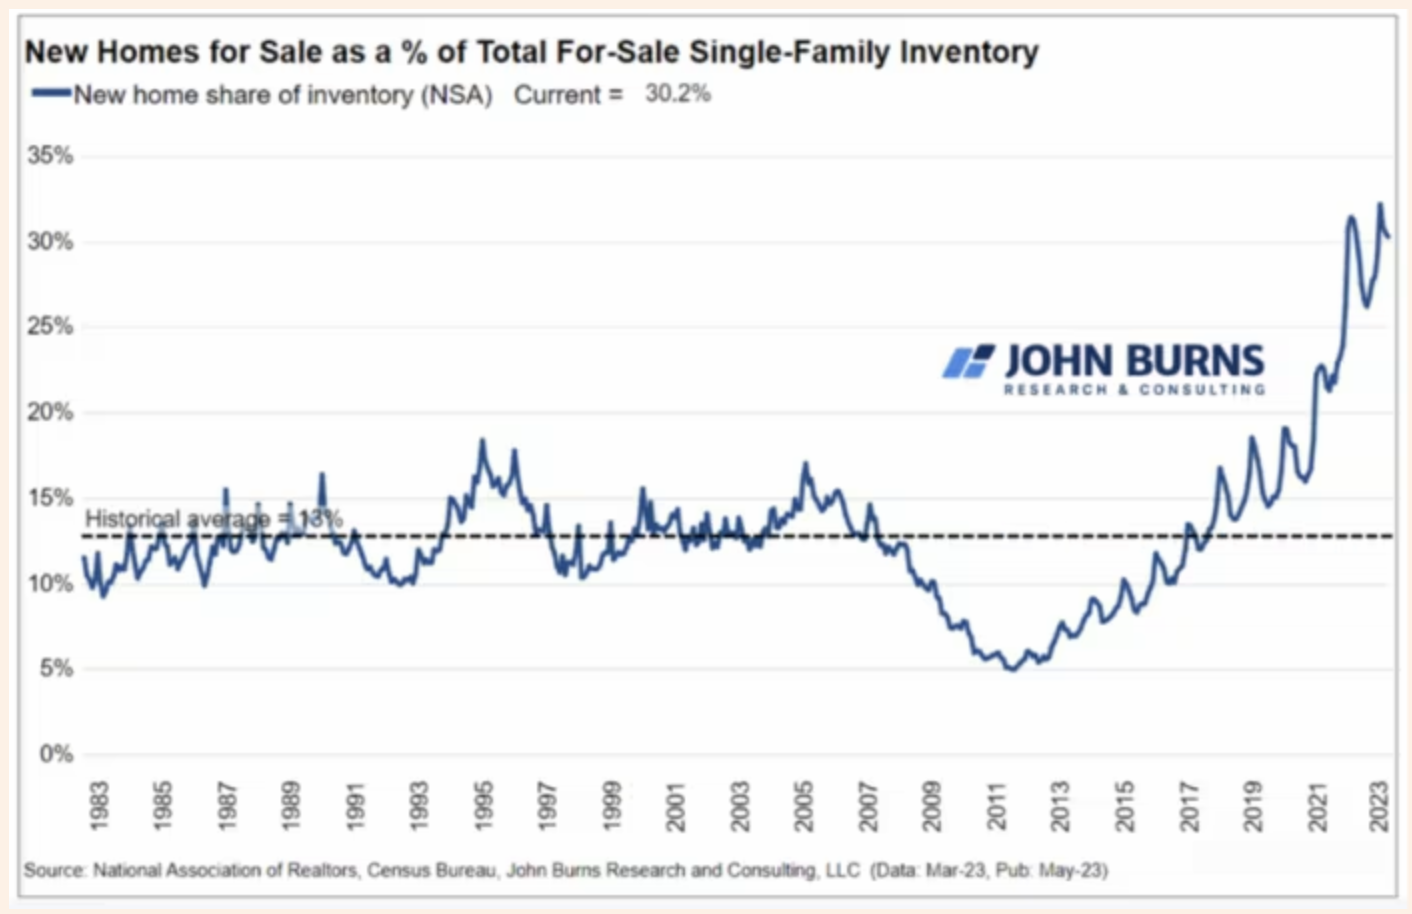 New Homes for Sale as a % of Total For-Sale Single-Family Inventory
New home share of inventory (NSA) Current = 30.2%
35%
30%
25%
JOHN BURNS
RESEARCH & CONSULTING
20%
15%
Historical average = 13%
10%
5%
0%
1983 1985 1987 1989 1991 1993 1995 1997 1999 2001 2003 2005 2007 2009 2011 2013 2015 2017 2019 2021 2023
Source: National Association of Realtors, Census Bureau, John Burns Research and Consulting, LLC (Data: Mar-23, Pub: May-23)